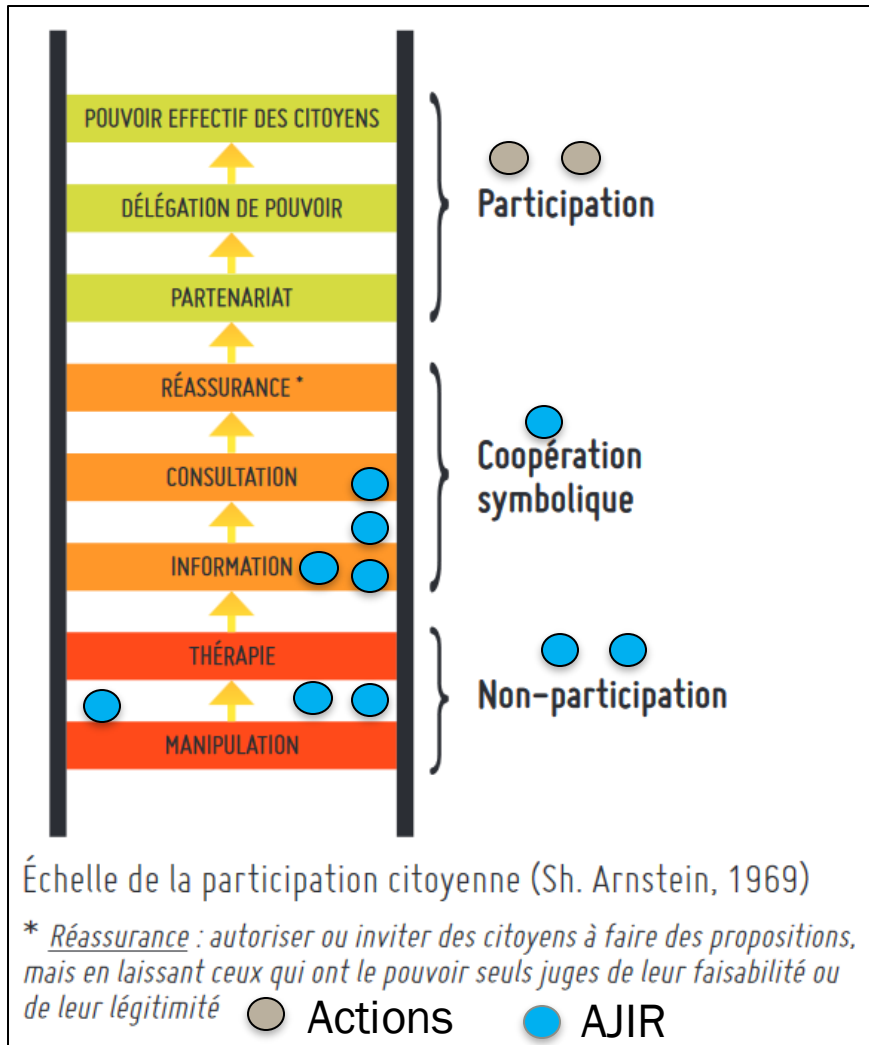 POUVOIR EFFECTIF DES CITOYENS
DÉLÉGATION DE POUVOIR
PARTENARIAT
Participation
RÉASSURANCE *
CONSULTATION
INFORMATION
Coopération
symbolique
THÉRAPIE
MANIPULATION
Non-participation
Échelle de la participation citoyenne (Sh. Arnstein, 1969)
* Réassurance : autoriser ou inviter des citoyens à faire des propositions,
mais en laissant ceux qui ont le pouvoir seuls juges de leur faisabilité ou
de leur légitimité
Actions
AJIR